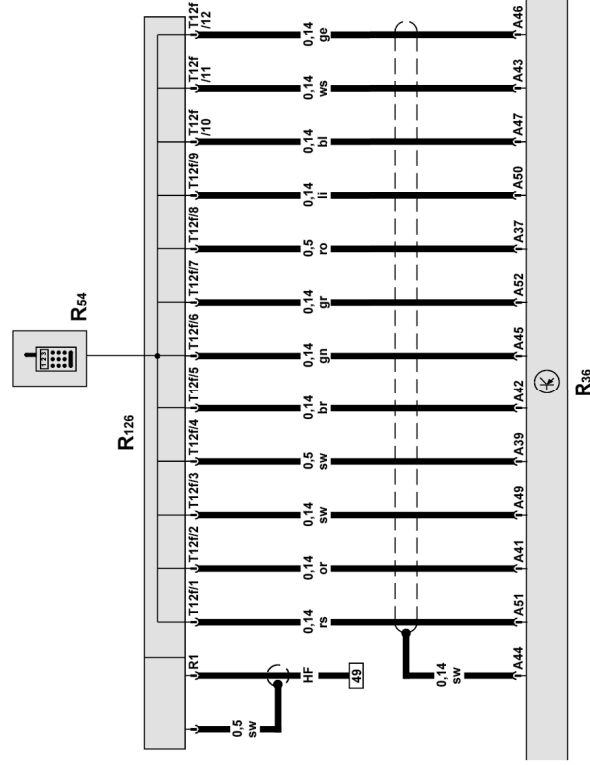 1 2 3
R54
R126
R1
T12f/1
T12f/2
T12f/3
T12f/4
T12f/5
T12f/6
T12f/7
T12f/8
T12f/9
T12f
/10
T12f
/11
T12f
/12
0,5
sw
HF
49
0,14
rs
0,14
or
0,14
sw
0,5
sw
0,14
br
0,14
gn
0,14
gr
0,5
ro
0,14
li
0,14
bl
0,14
ws
0,14
ge
0,14
sw
A44
A51
A41
A49
A39
A42
A45
A52
A37
A50
A47
A43
A46
R36